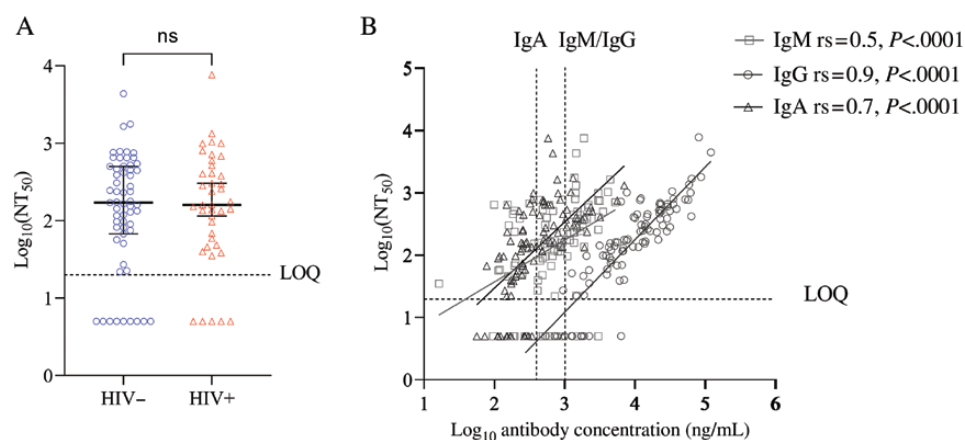 A
ns
Log10(NT50)
5
4
3
2
1
0
LOQ
HIV– HIV+
B
IgA IgM/IgG
IgM rs=0.5, P<.0001
IgG rs=0.9, P<.0001
IgA rs=0.7, P<.0001
Log10(NT50)
5
4
3
2
1
0
LOQ
1 2 3 4 5 6
Log10 antibody concentration (ng/mL)